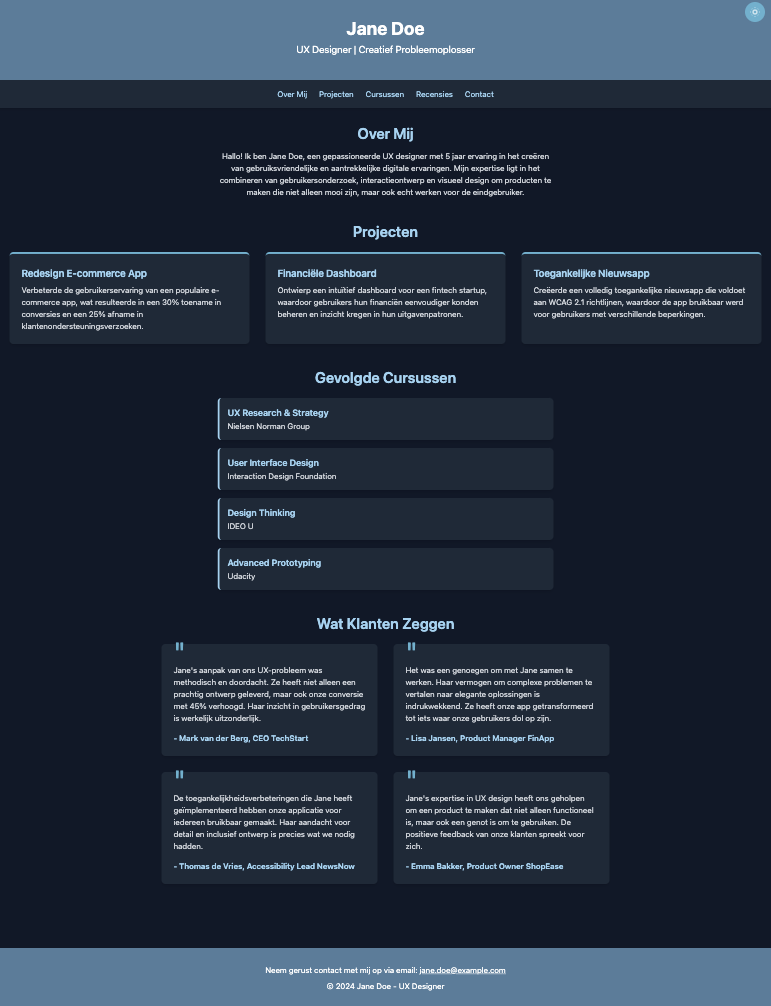 Jane Doe
UX Designer | Creatief Probleemoplosser
Over Mij Projecten Cursussen Recensies Contact
Over Mij
Hallo! Ik ben Jane Doe, een gepassioneerde UX designer met 5 jaar ervaring in het creëren
van gebruiksvriendelijke en aantrekkelijke digitale ervaringen. Mijn expertise ligt in het
combineren van gebruikersonderzoek, interactieontwerp en visueel design om producten te
maken die niet alleen mooi zijn, maar ook echt werken voor de eindgebruiker.
Projecten
Redesign E-commerce App
Verbeterde de gebruikerservaring van een populaire e-
commerce app, wat resulteerde in een 30% toename in
conversies en een 25% afname in
klantenondersteuningsverzoeken.
Financiële Dashboard
Ontwierp een intuïtief dashboard voor een fintech startup,
waardoor gebruikers hun financiën eenvoudiger konden
beheren en inzicht kregen in hun uitgavenpatronen.
Toegankelijke Nieuwsapp
Creëerde een volledig toegankelijke nieuwsapp die voldoet
aan WCAG 2.1 richtlijnen, waardoor de app bruikbaar werd
voor gebruikers met verschillende beperkingen.
Gevolgde Cursussen
UX Research & Strategy
Nielsen Norman Group
User Interface Design
Interaction Design Foundation
Design Thinking
IDEO U
Advanced Prototyping
Udacity
Wat Klanten Zeggen
"
Jane's aanpak van ons UX-probleem was
methodisch en doordacht. Ze heeft niet alleen een
prachtig ontwerp geleverd, maar ook onze conversie
met 45% verhoogd. Haar inzicht in gebruikersgedrag
is werkelijk uitzonderlijk.
- Mark van der Berg, CEO TechStart
"
Het was een genoegen om met Jane samen te
werken. Haar vermogen om complexe problemen te
vertalen naar elegante oplossingen is
indrukwekkend. Ze heeft onze app getransformeerd
tot iets waar onze gebruikers dol op zijn.
- Lisa Jansen, Product Manager FinApp
"
De toegankelijkheidsverbeteringen die Jane heeft
geïmplementeerd hebben onze applicatie voor
iedereen bruikbaar gemaakt. Haar aandacht voor
detail en inclusief ontwerp is precies wat we nodig
hadden.
- Thomas de Vries, Accessibility Lead NewsNow
"
Jane's expertise in UX design heeft ons geholpen
om een product te maken dat niet alleen functioneel
is, maar ook een genot is om te gebruiken. De
positieve feedback van onze klanten spreekt voor
zich.
- Emma Bakker, Product Owner ShopEase
Neem gerust contact met mij op via email: jane.doe@example.com
© 2024 Jane Doe - UX Designer